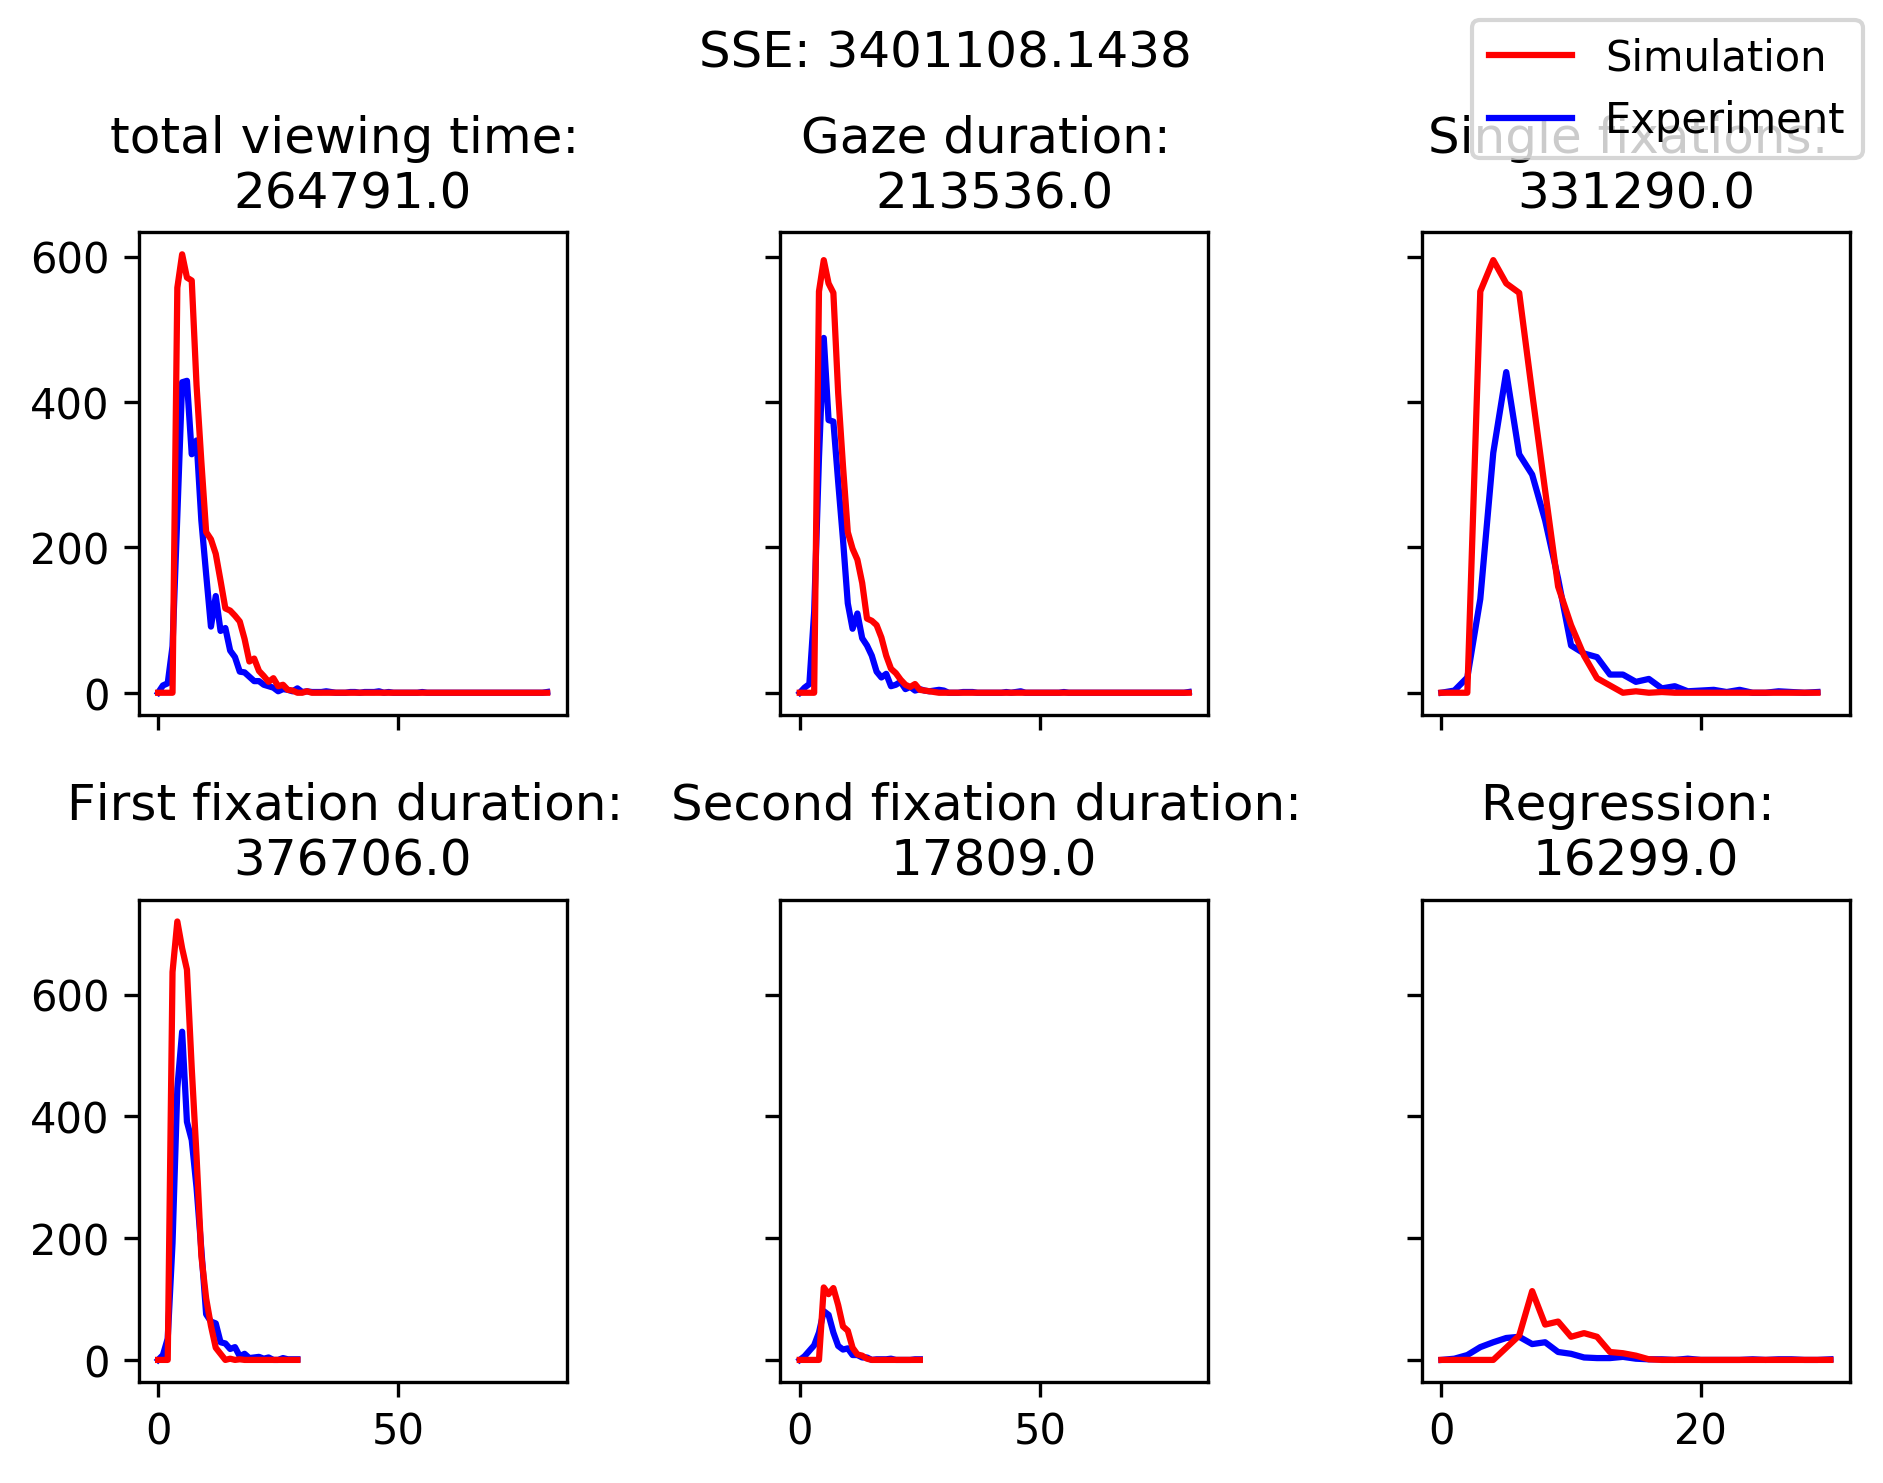 SSE: 3401108.1438
Simulation
Experiment
total viewing time:
264791.0
Gaze duration:
213536.0
Single fixations:
331290.0
600
400
200
0
First fixation duration:
376706.0
Second fixation duration:
17809.0
Regression:
16299.0
600
400
200
0
0 50
0 50
0 20